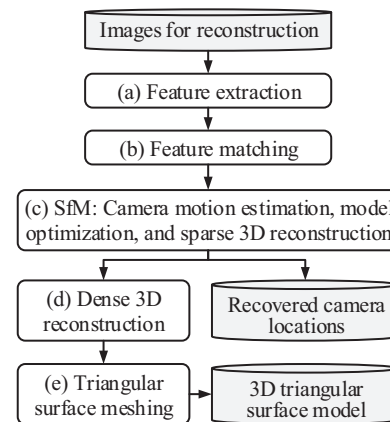 Images for reconstruction
(a) Feature extraction
(b) Feature matching
(c) SfM: Camera motion estimation, model
optimization, and sparse 3D reconstruction
(d) Dense 3D
reconstruction
Recovered camera
locations
(e) Triangular
surface meshing
3D triangular
surface model